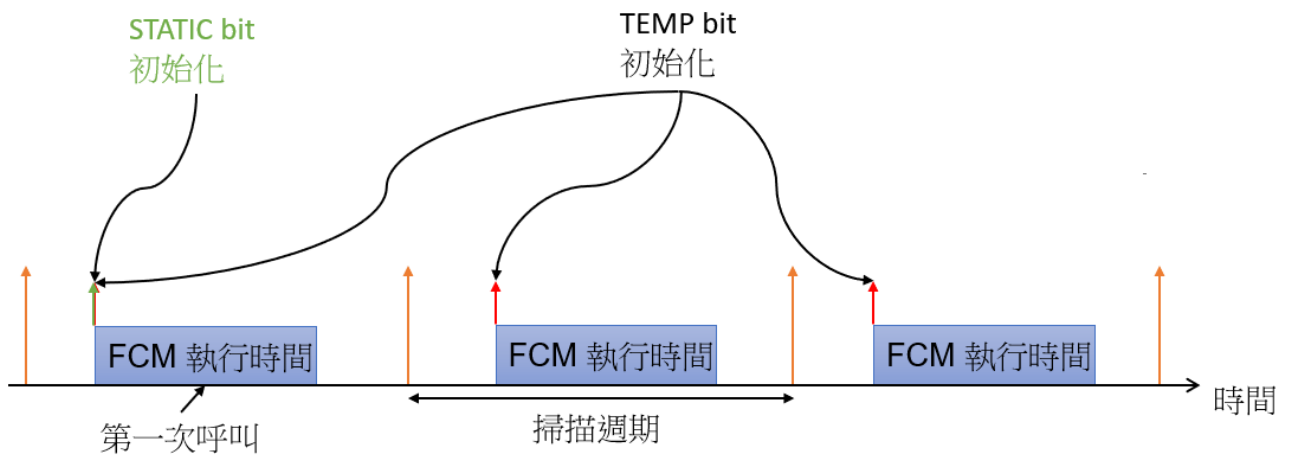 STATIC bit
初始化
TEMP bit
初始化
FCM 執行時間
FCM 執行時間
FCM 執行時間
時間
第一次呼叫
掃描週期